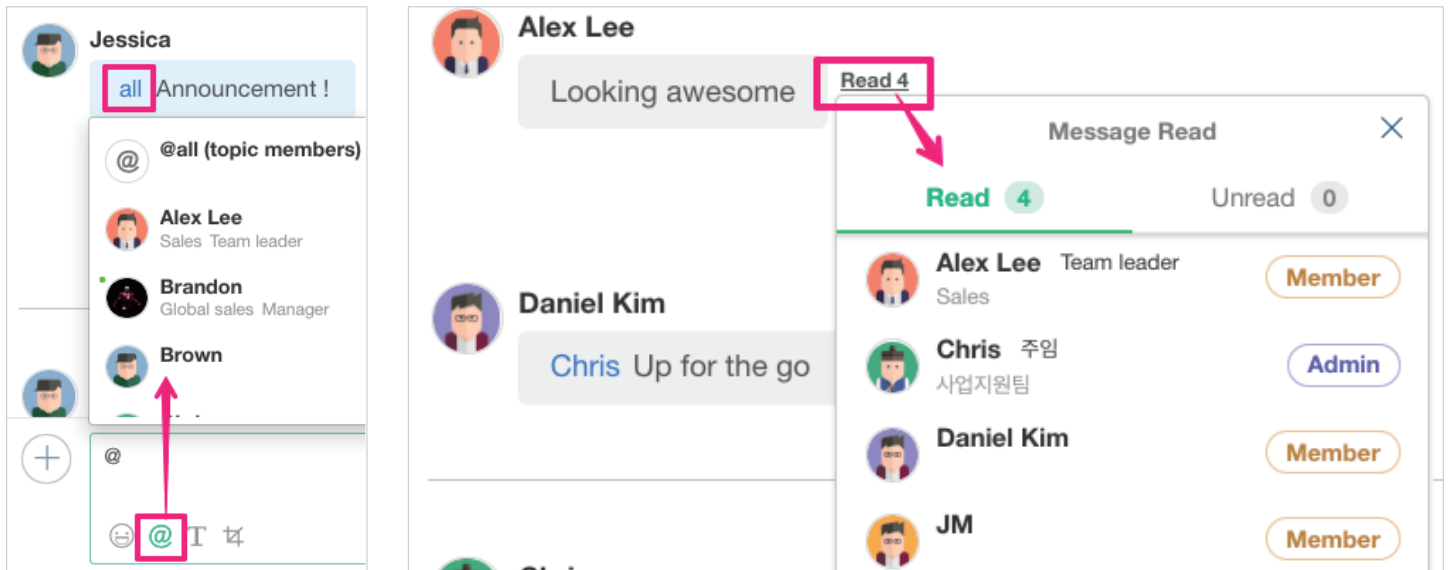 Jessica
all Announcement !
@
@all (topic members)
Alex Lee
Sales Team leader
Brandon
Global sales Manager
Brown
@
@ T
Alex Lee
Looking awesome
Read 4
Message Read
Read 4
Unread 0
Alex Lee Team leader
Sales
Member
Daniel Kim
Chris Up for the go
Chris 주임
사업지원팀
Admin
Daniel Kim
Member
JM
Member